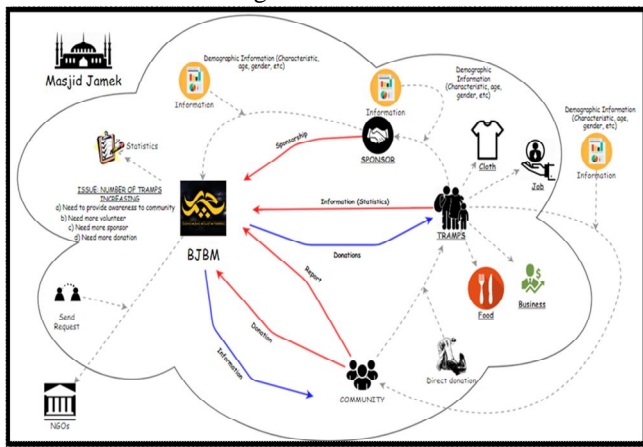 Masjid Jamek
Demographic Information (Characteristic,
age, gender, etc)
Information
Demographic
Information
(Characteristic, age,
gender, etc)
Information
Demographic Information
(Characteristic, age,
gender, etc)
Information
Statistics
Sponsorship
SPONSOR
Cloth
Job
ISSUE: NUMBER OF TRAMPS
INCREASING
a) Need to provide awareness to community
b) Need more volunteer
c) Need more sponsor
d) Need more donation
Information (Statistics)
TRAMPS
BJBM
Donations
Report
Donation
Information
Food
Business
Send
Request
COMMUNITY
Direct donation
NGOs